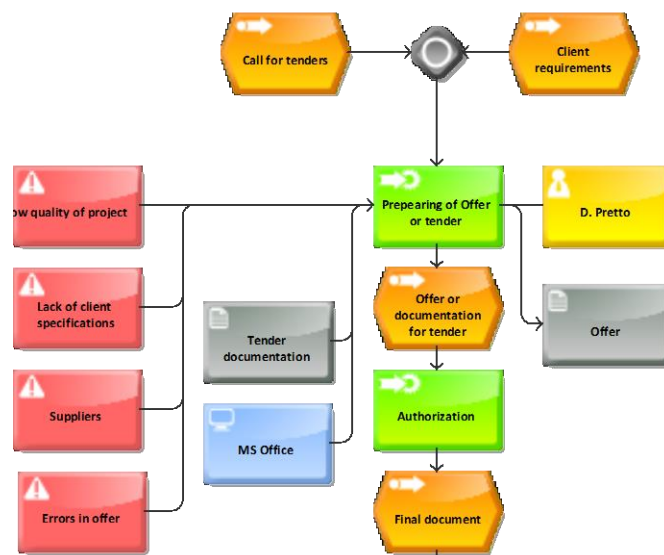 Call for tenders
Client
requirements
ow quality of project
Prepearing of Offer
or tender
D. Pretto
Lack of client
specifications
Tender
documentation
Offer or
documentation
for tender
Offer
Suppliers
MS Office
Authorization
Errors in offer
Final document